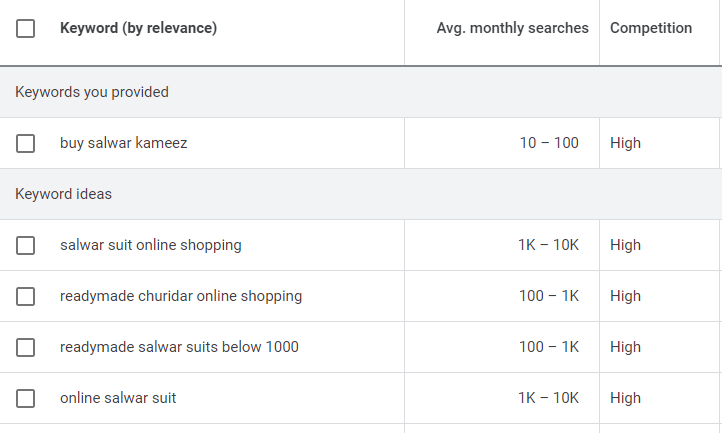 Keyword (by relevance) Avg. monthly searches Competition
Keywords you provided
buy salwar kameez 10 – 100 High
Keyword ideas
salwar suit online shopping 1K – 10K High
readymade churidar online shopping 100 – 1K High
readymade salwar suits below 1000 100 – 1K High
online salwar suit 1K – 10K High